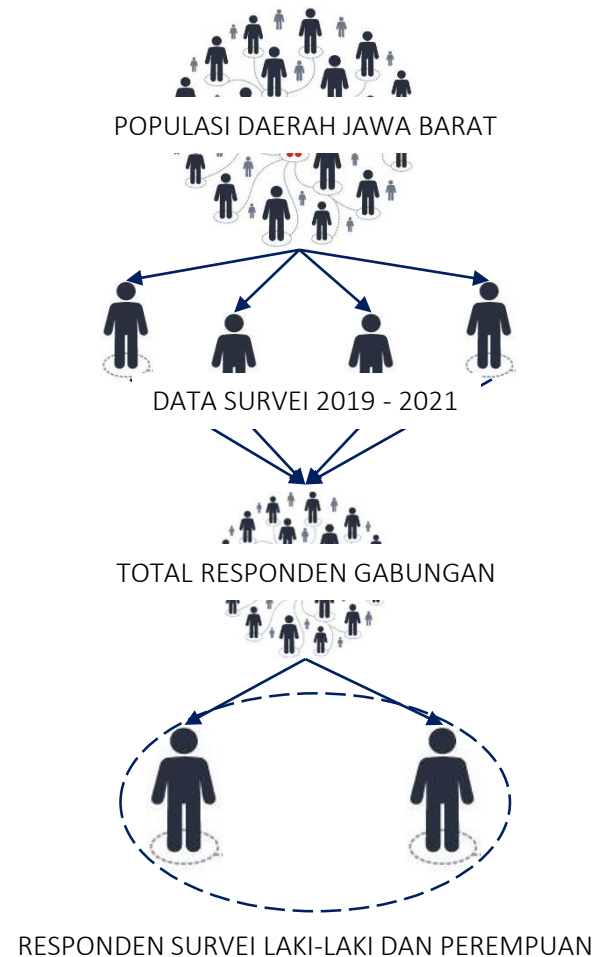 POPULASI DAERAH JAWA BARAT
DATA SURVEI 2019 - 2021
TOTAL RESPONDEN GABUNGAN
RESPONDEN SURVEI LAKI-LAKI DAN PEREMPUAN